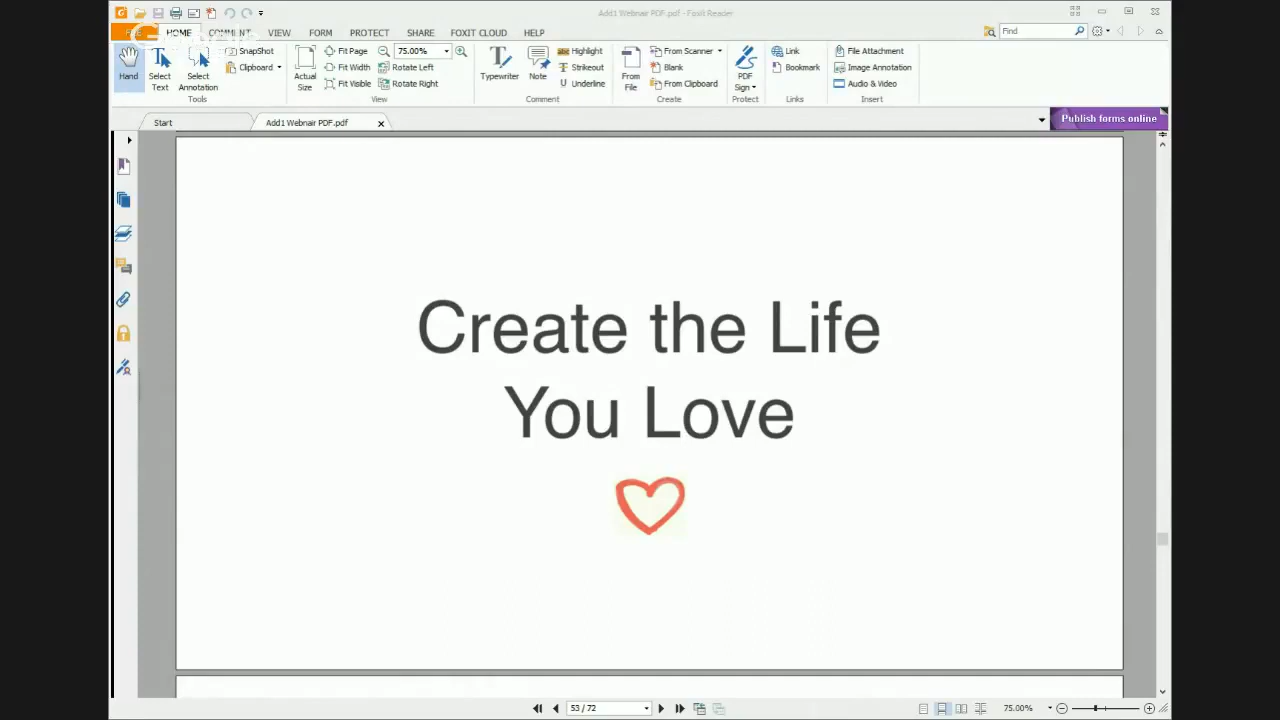 Add1 Webnair PDF.pdf - Foxit Reader
FILE HOME COMMENT VIEW FORM PROTECT SHARE FOXIT CLOUD HELP
Find
Hand
Select Text
Select Annotation
SnapShot
Clipboard
Tools
Actual Size
Fit Page
Fit Width
Fit Visible
75.00%
Rotate Left
Rotate Right
View
Typewriter
Note
Highlight
Strikeout
Underline
Comment
From File
From Scanner
Blank
From Clipboard
Create
PDF Sign
Protect
Link
Bookmark
Links
File Attachment
Image Annotation
Audio & Video
Insert
Start
Add1 Webnair PDF.pdf
Publish forms online
Create the Life
You Love
53 / 72
75.00%